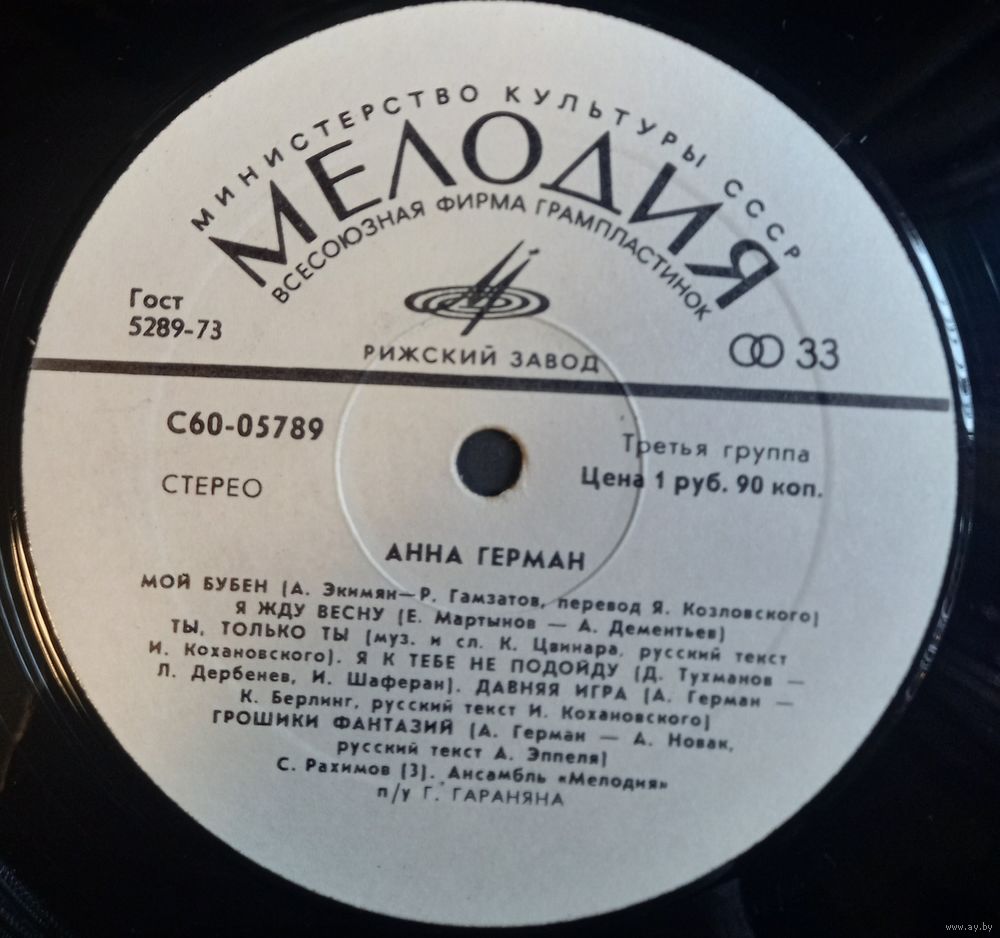 МИНИСТЕРСТВО КУЛЬТУРЫ СССР
МЕЛОДИЯ
ВСЕСОЮЗНАЯ ФИРМА ГРАМПЛАСТИНОК
Гост
5289-73
РИЖСКИЙ ЗАВОД
33
С60-05789
Третья группа
СТЕРЕО
Цена 1 руб. 90 коп.
АННА ГЕРМАН
МОЙ БУБЕН (А. Экимян—Р. Гамзатов, перевод Я. Козловского)
Я ЖДУ ВЕСНУ (Е. Мартынов — А. Дементьев)
ТЫ, ТОЛЬКО ТЫ (муз. и сл. К. Цвинара, русский текст
И. Кохановского). Я К ТЕБЕ НЕ ПОДОЙДУ (Д. Тухманов —
Л. Дербенев, И. Шаферан). ДАВНЯЯ ИГРА (А. Герман —
К. Берлинг, русский текст И. Кохановского)
ГРОШИКИ ФАНТАЗИЙ (А. Герман — А. Новак,
русский текст А. Эппеля)
С. Рахимов (3). Ансамбль «Мелодия»
п/у Г. ГАРАНЯНА
www.ay.by